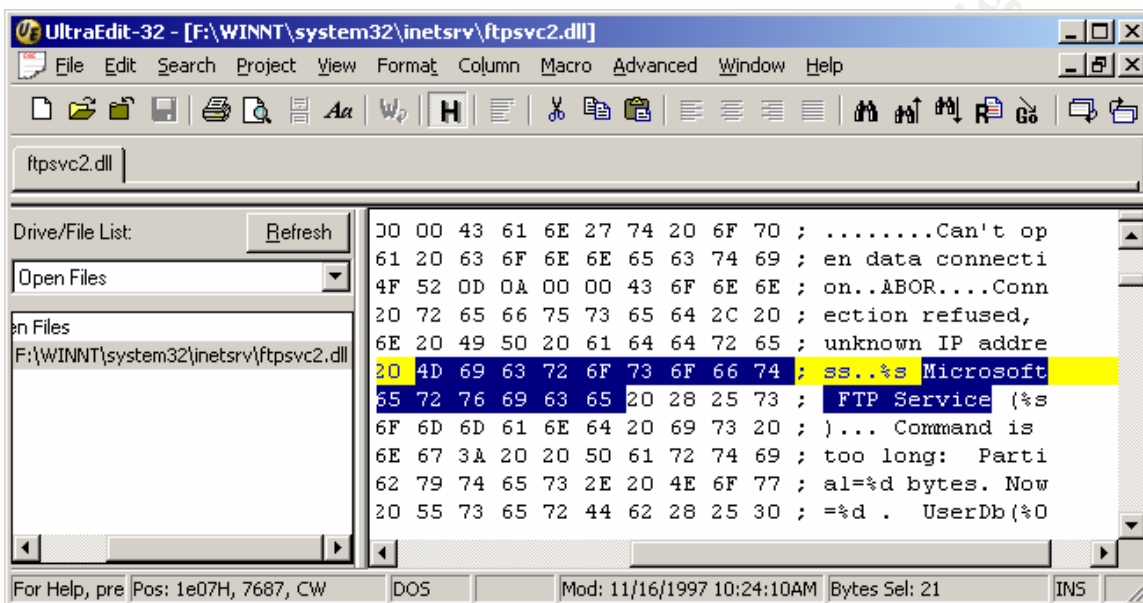 UltraEdit-32 - [F:\WINNT\system32\inetsrv\ftpsvc2.dll]
File Edit Search Project View Format Column Macro Advanced Window Help
ftpsvc2.dll
Drive/File List:
Refresh
Open Files
en Files
F:\WINNT\system32\inetsrv\ftpsvc2.dll
00 00 43 61 6E 27 74 20 6F 70 ; ........Can't op
61 20 63 6F 6E 6E 65 63 74 69 ; en data connecti
4F 52 0D 0A 00 00 43 6F 6E 6E ; on..ABOR....Conn
20 72 65 66 75 73 65 64 2C 20 ; ection refused,
6E 20 49 50 20 61 64 64 72 65 ; unknown IP addre
20 4D 69 63 72 6F 73 6F 66 74 ; ss..%s Microsoft
65 72 76 69 63 65 20 28 25 73 ; FTP Service (%s
6F 6D 6D 61 6E 64 20 69 73 20 ; )... Command is
6E 67 3A 20 20 50 61 72 74 69 ; too long:  Parti
62 79 74 65 73 2E 20 4E 6F 77 ; al=%d bytes. Now
20 55 73 65 72 44 62 28 25 30 ; =%d .  UserDb(%0
For Help, pre Pos: 1e07H, 7687, CW DOS Mod: 11/16/1997 10:24:10AM Bytes Sel: 21 INS